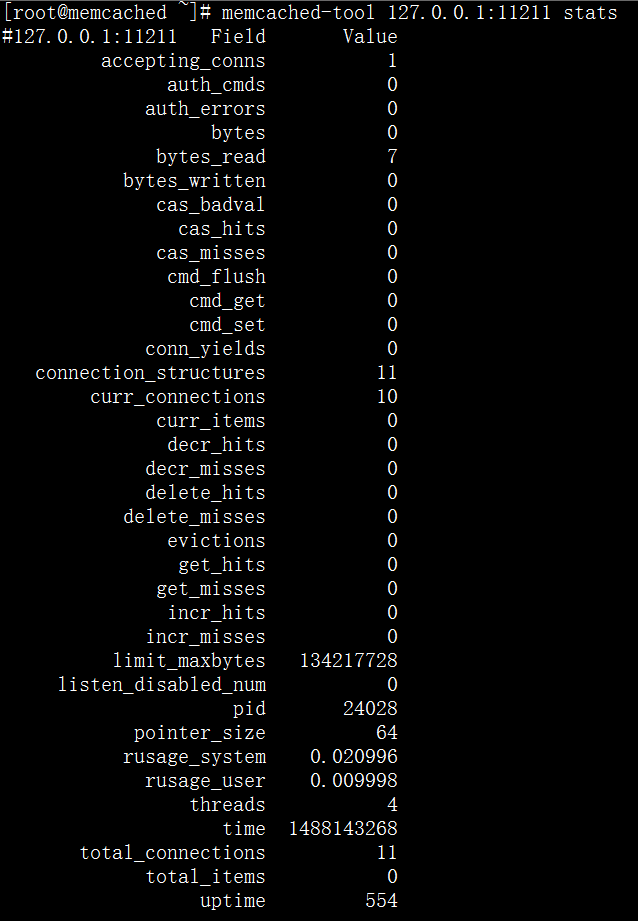 [root@memcached ~]# memcached-tool 127.0.0.1:11211 stats
#127.0.0.1:11211   Field       Value
         accepting_conns           1
               auth_cmds           0
             auth_errors           0
                   bytes           0
              bytes_read           7
           bytes_written           0
              cas_badval           0
                cas_hits           0
              cas_misses           0
               cmd_flush           0
                 cmd_get           0
                 cmd_set           0
             conn_yields           0
   connection_structures          11
        curr_connections          10
              curr_items           0
               decr_hits           0
             decr_misses           0
             delete_hits           0
           delete_misses           0
               evictions           0
                get_hits           0
              get_misses           0
               incr_hits           0
             incr_misses           0
          limit_maxbytes   134217728
     listen_disabled_num           0
                     pid       24028
            pointer_size          64
           rusage_system    0.020996
             rusage_user    0.009998
                 threads           4
                    time  1488143268
       total_connections          11
             total_items           0
                  uptime         554